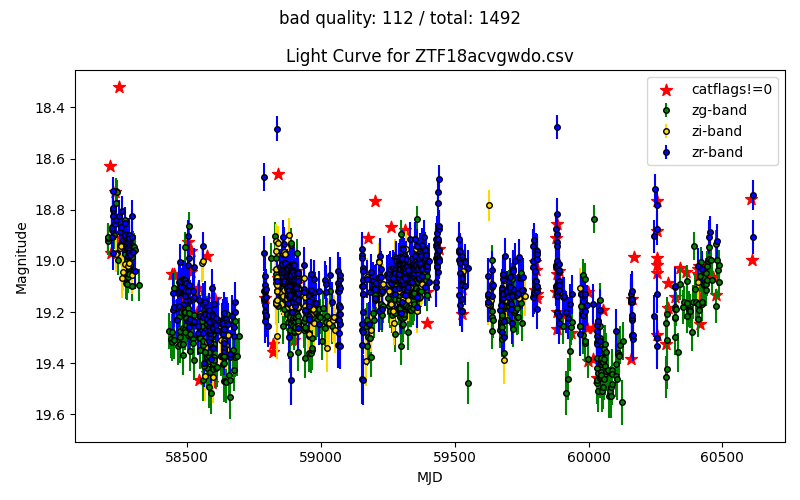 bad quality: 112 / total: 1492
Light Curve for ZTF18acvgwdo.csv
catflags!=0
zg-band
zi-band
zr-band
Magnitude
18.4
18.6
18.8
19.0
19.2
19.4
19.6
58500
59000
59500
60000
60500
MJD